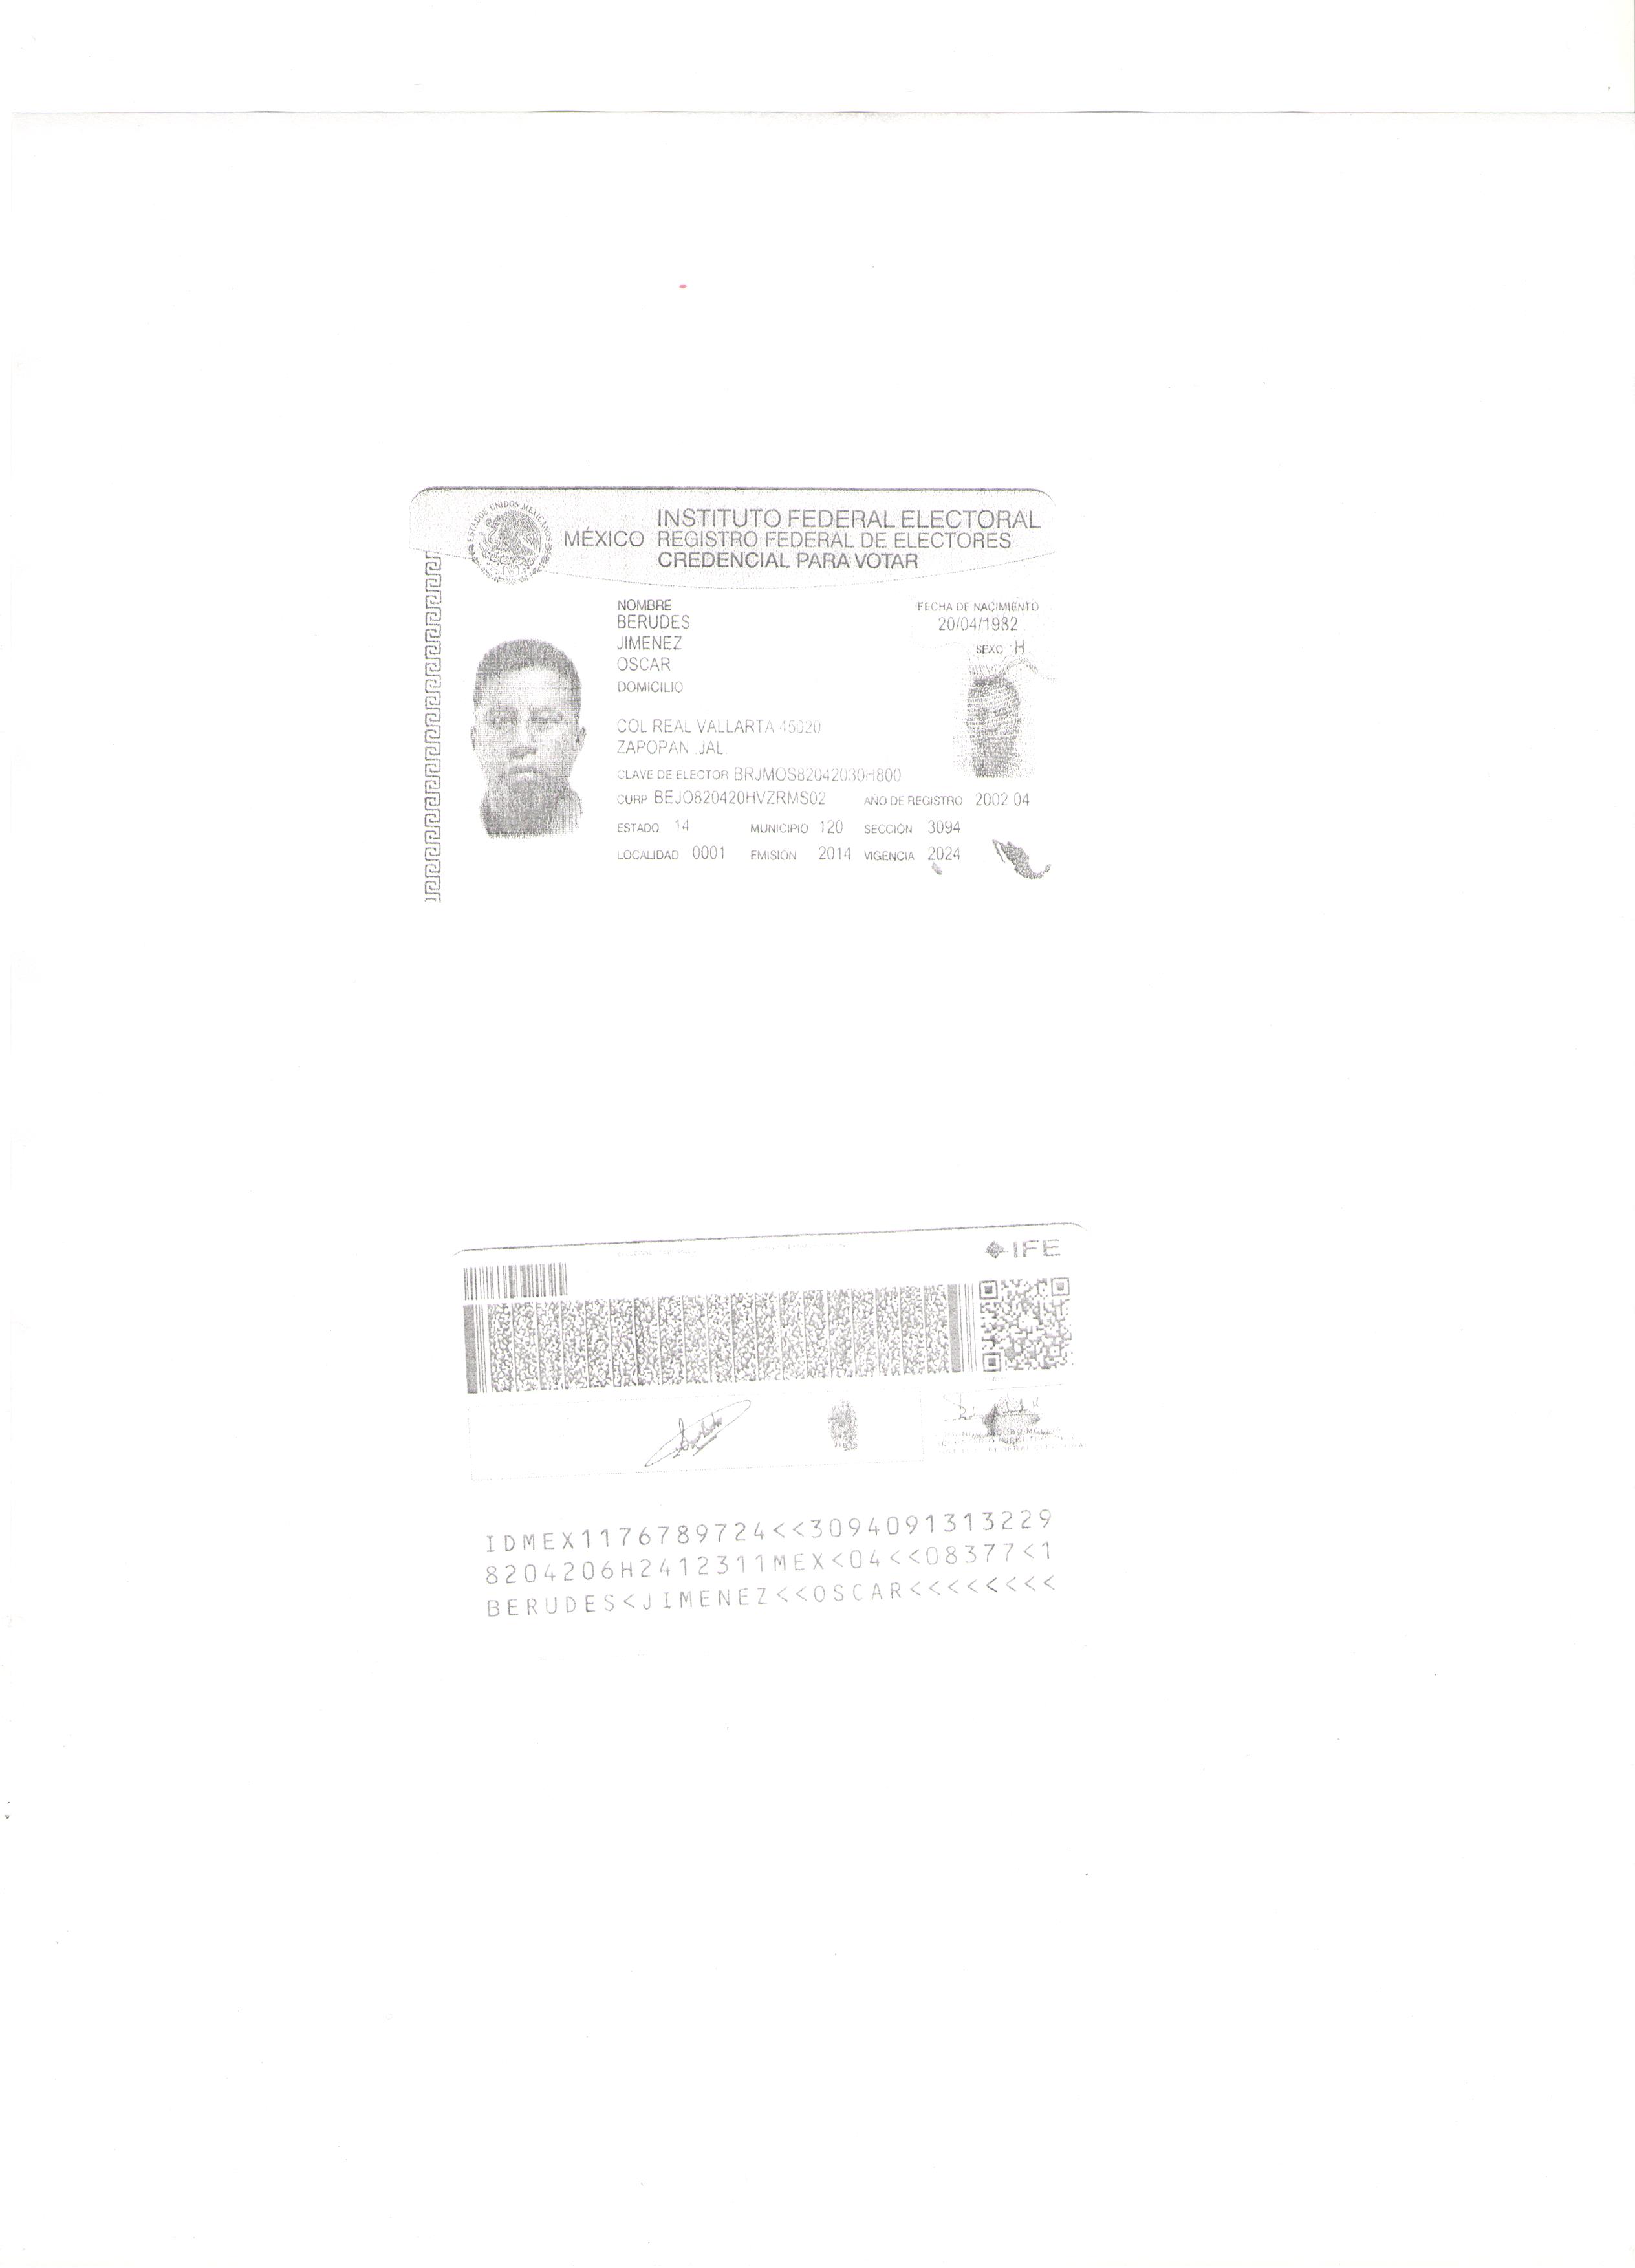 ESTADOS UNIDOS MEXICANOS
INSTITUTO FEDERAL ELECTORAL
MÉXICO REGISTRO FEDERAL DE ELECTORES
CREDENCIAL PARA VOTAR
NOMBRE
BERUDES
JIMENEZ
OSCAR
FECHA DE NACIMIENTO
20/04/1982
SEXO H
DOMICILIO
COL REAL VALLARTA 45020
ZAPOPAN JAL
CLAVE DE ELECTOR BRJMOS82042030H800
CURP BEJO820420HVZRMS02 AÑO DE REGISTRO 2002 04
ESTADO 14 MUNICIPIO 120 SECCIÓN 3094
LOCALIDAD 0001 EMISIÓN 2014 VIGENCIA 2024
IFE
IDMEX1176789724<<3094091313229
8204206H2412311MEX<04<<08377<1
BERUDES<JIMENEZ<<OSCAR<<<<<<<<